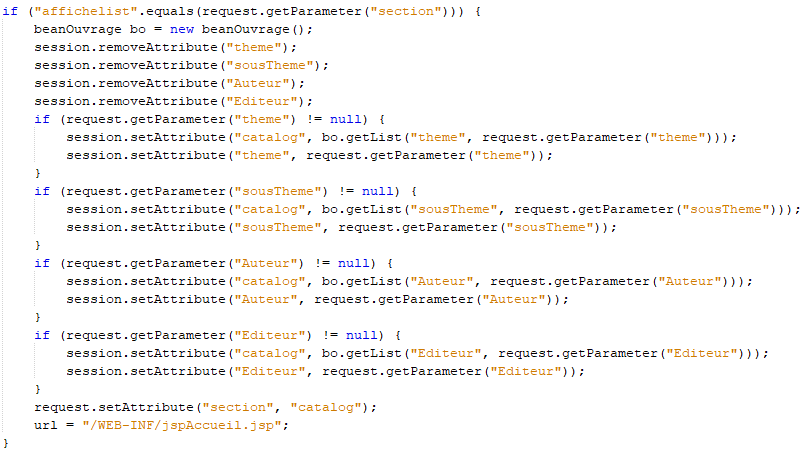 if ("affichelist".equals(request.getParameter("section"))) {
    beanOuvrage bo = new beanOuvrage();
    session.removeAttribute("theme");
    session.removeAttribute("sousTheme");
    session.removeAttribute("Auteur");
    session.removeAttribute("Editeur");
    if (request.getParameter("theme") != null) {
        session.setAttribute("catalog", bo.getList("theme", request.getParameter("theme")));
        session.setAttribute("theme", request.getParameter("theme"));
    }
    if (request.getParameter("sousTheme") != null) {
        session.setAttribute("catalog", bo.getList("sousTheme", request.getParameter("sousTheme")));
        session.setAttribute("sousTheme", request.getParameter("sousTheme"));
    }
    if (request.getParameter("Auteur") != null) {
        session.setAttribute("catalog", bo.getList("Auteur", request.getParameter("Auteur")));
        session.setAttribute("Auteur", request.getParameter("Auteur"));
    }
    if (request.getParameter("Editeur") != null) {
        session.setAttribute("catalog", bo.getList("Editeur", request.getParameter("Editeur")));
        session.setAttribute("Editeur", request.getParameter("Editeur"));
    }
    request.setAttribute("section", "catalog");
    url = "/WEB-INF/jspAccueil.jsp";
}